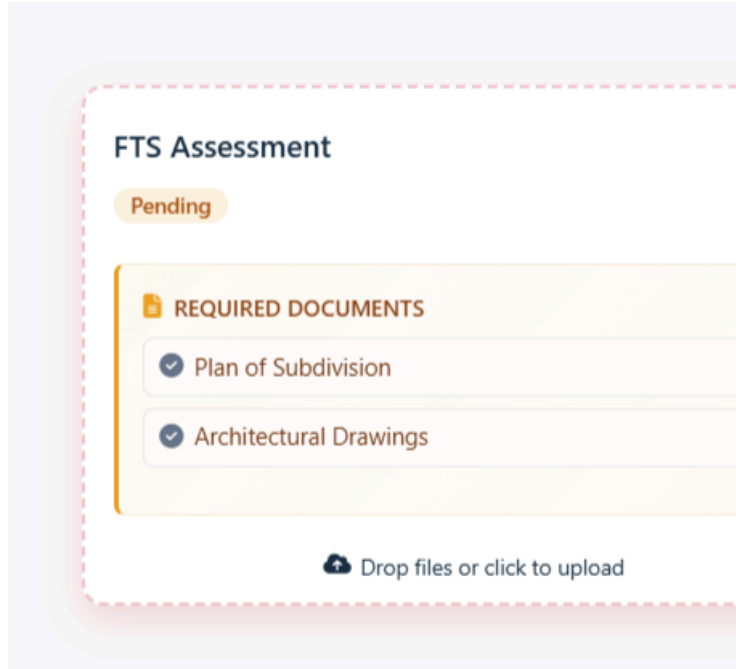 FTS Assessment
Pending
REQUIRED DOCUMENTS
Plan of Subdivision
Architectural Drawings
Drop files or click to upload